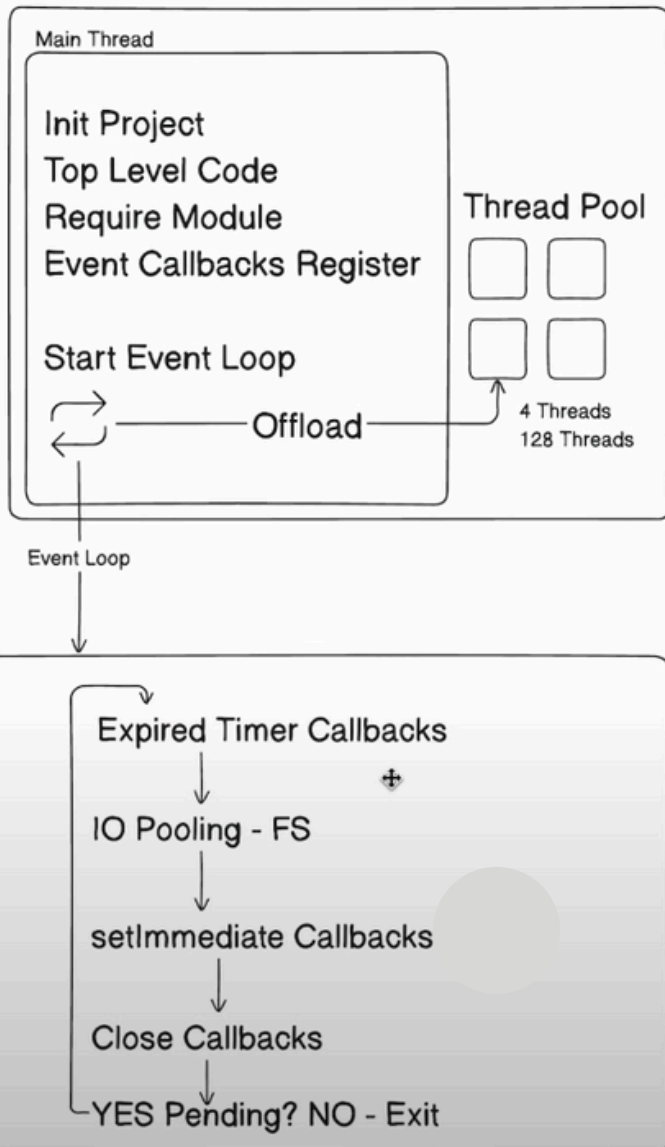 Main Thread
Init Project
Top Level Code
Require Module
Event Callbacks Register
Thread Pool
Start Event Loop
Offload
4 Threads
128 Threads
Event Loop
Expired Timer Callbacks
IO Pooling - FS
setImmediate Callbacks
Close Callbacks
YES Pending? NO - Exit